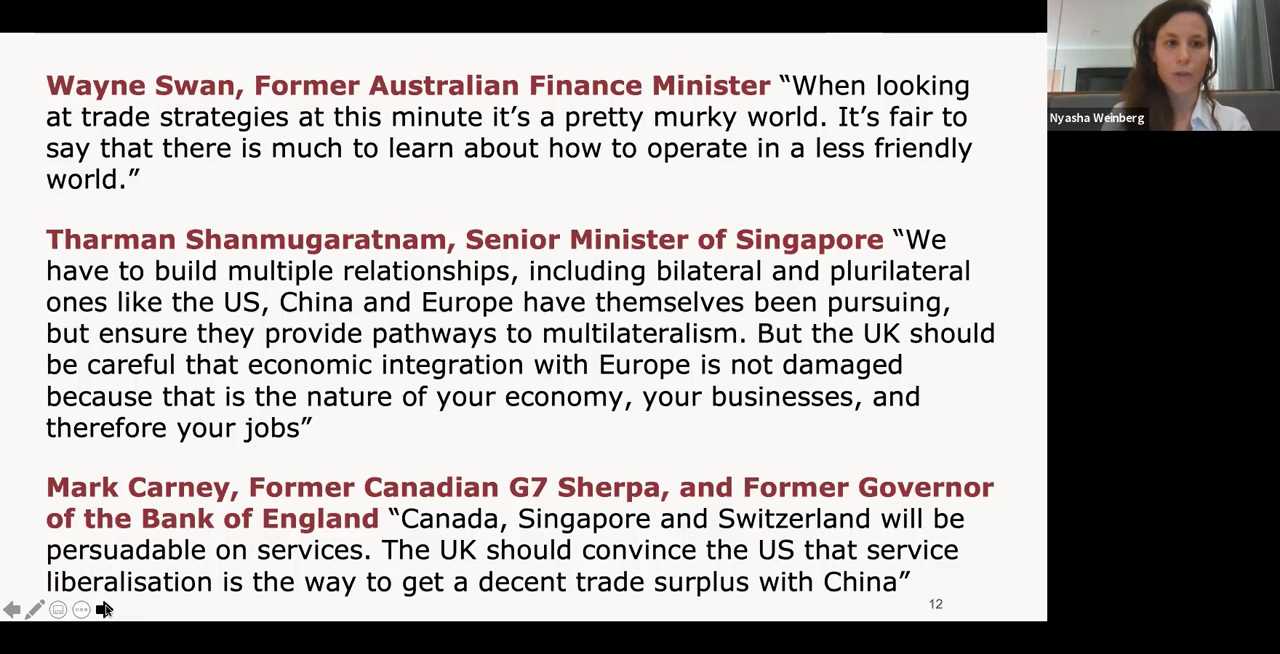 Wayne Swan, Former Australian Finance Minister “When looking
at trade strategies at this minute it’s a pretty murky world. It’s fair to
say that there is much to learn about how to operate in a less friendly
world.”
Tharman Shanmugaratnam, Senior Minister of Singapore “We
have to build multiple relationships, including bilateral and plurilateral
ones like the US, China and Europe have themselves been pursuing,
but ensure they provide pathways to multilateralism. But the UK should
be careful that economic integration with Europe is not damaged
because that is the nature of your economy, your businesses, and
therefore your jobs”
Mark Carney, Former Canadian G7 Sherpa, and Former Governor
of the Bank of England “Canada, Singapore and Switzerland will be
persuadable on services. The UK should convince the US that service
liberalisation is the way to get a decent trade surplus with China”
12
Nyasha Weinberg